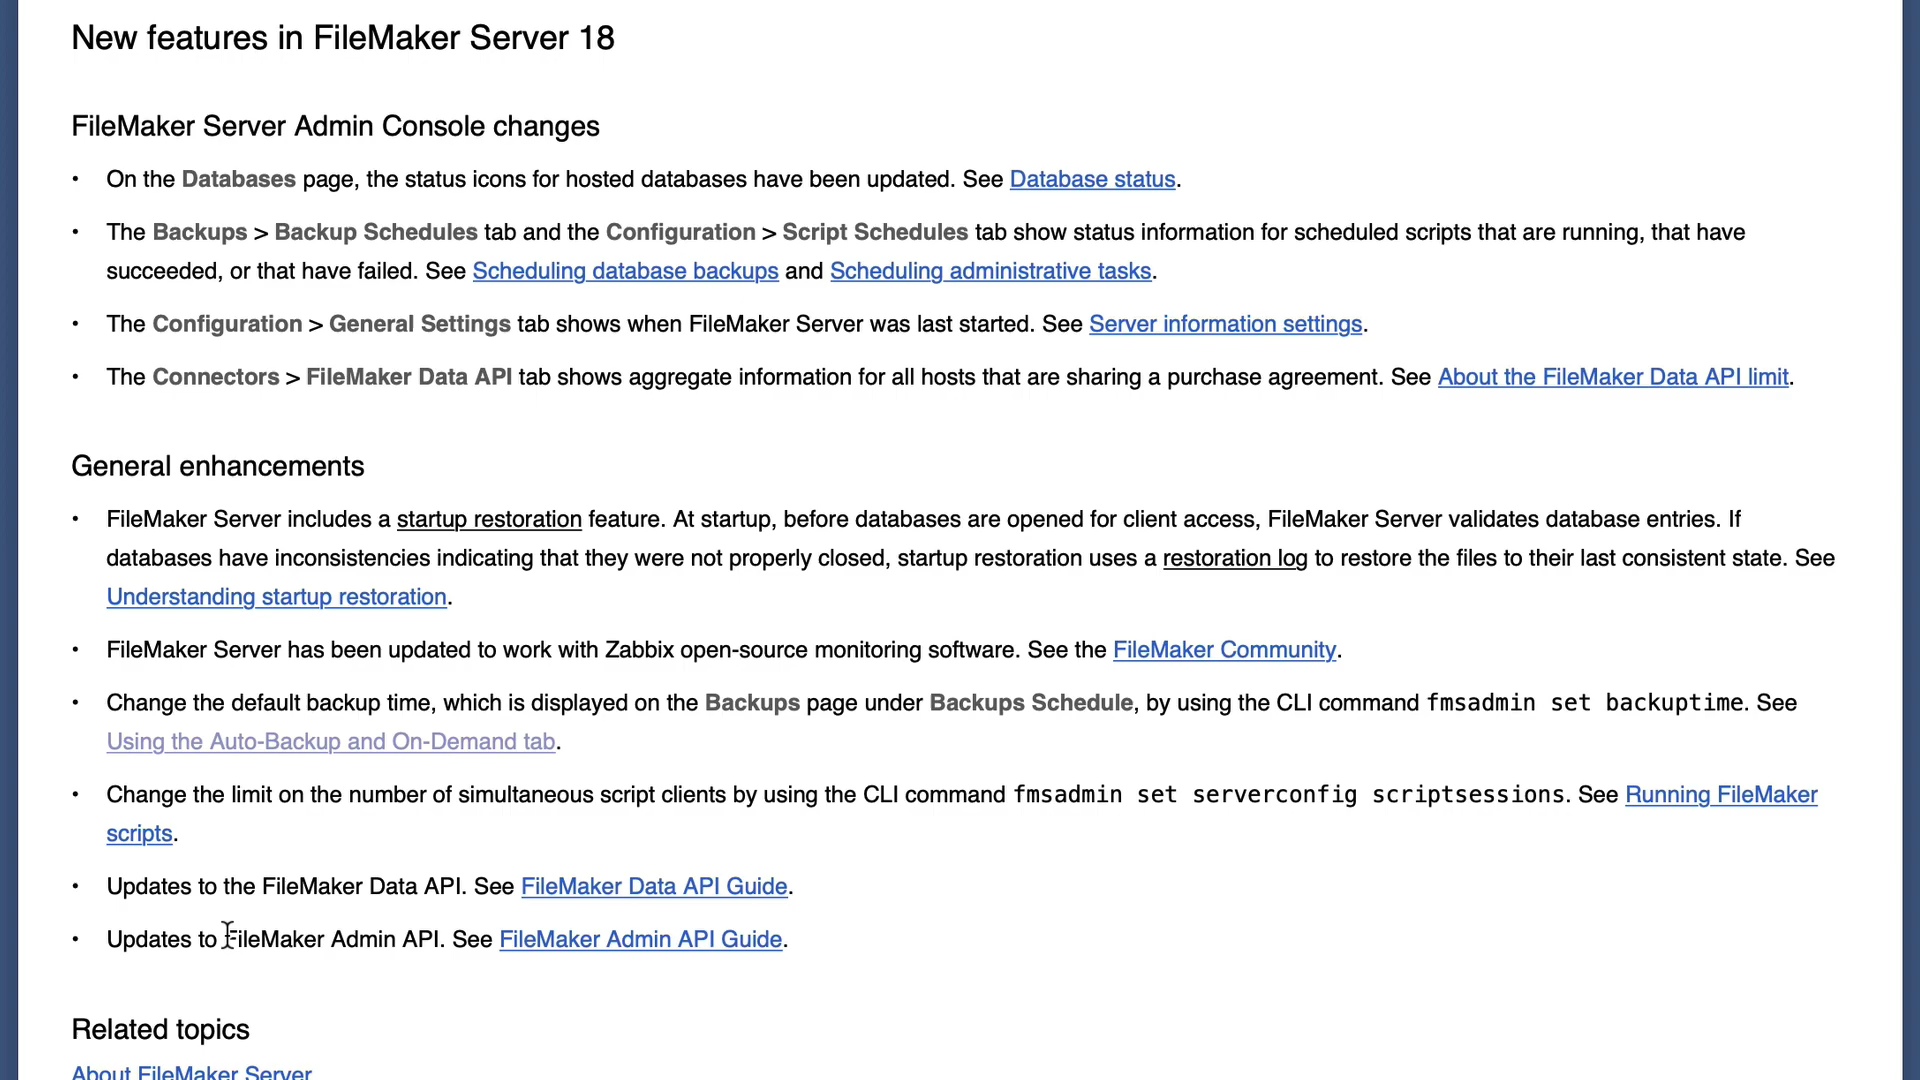 New features in FileMaker Server 18
FileMaker Server Admin Console changes
• On the Databases page, the status icons for hosted databases have been updated. See Database status.
• The Backups > Backup Schedules tab and the Configuration > Script Schedules tab show status information for scheduled scripts that are running, that have
succeeded, or that have failed. See Scheduling database backups and Scheduling administrative tasks.
• The Configuration > General Settings tab shows when FileMaker Server was last started. See Server information settings.
• The Connectors > FileMaker Data API tab shows aggregate information for all hosts that are sharing a purchase agreement. See About the FileMaker Data API limit.
General enhancements
• FileMaker Server includes a startup restoration feature. At startup, before databases are opened for client access, FileMaker Server validates database entries. If
databases have inconsistencies indicating that they were not properly closed, startup restoration uses a restoration log to restore the files to their last consistent state. See
Understanding startup restoration.
• FileMaker Server has been updated to work with Zabbix open-source monitoring software. See the FileMaker Community.
• Change the default backup time, which is displayed on the Backups page under Backups Schedule, by using the CLI command fmsadmin set backuptime. See
Using the Auto-Backup and On-Demand tab.
• Change the limit on the number of simultaneous script clients by using the CLI command fmsadmin set serverconfig scriptsessions. See Running FileMaker
scripts.
• Updates to the FileMaker Data API. See FileMaker Data API Guide.
• Updates to FileMaker Admin API. See FileMaker Admin API Guide.
Related topics
About FileMaker Server